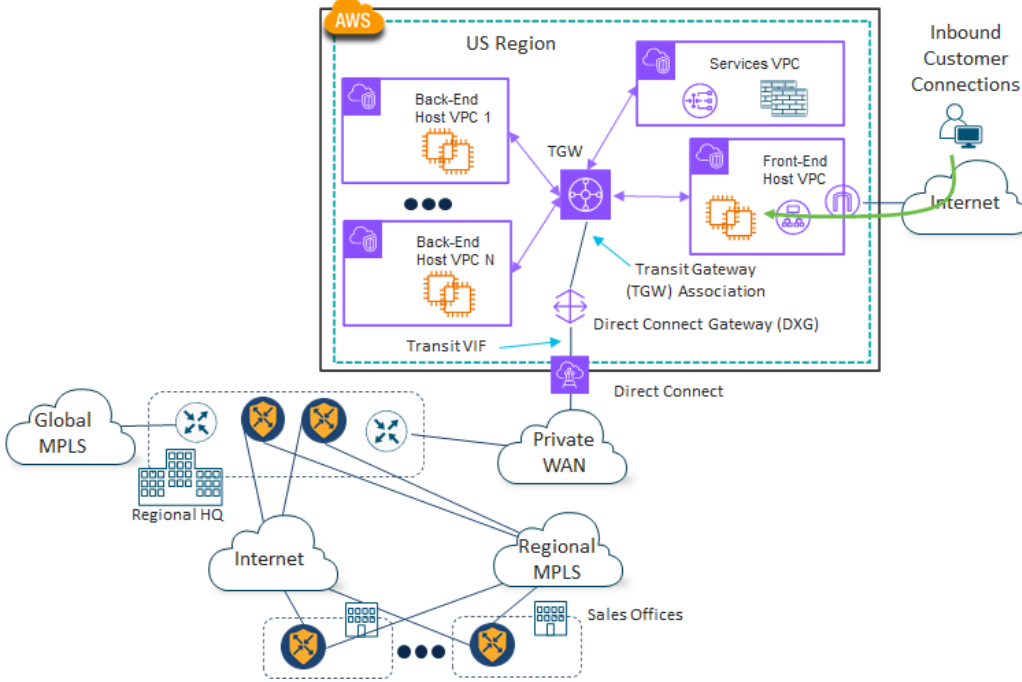 AWS
US Region
Inbound
Customer
Connections
Services VPC
Back-End
Host VPC 1
TGW
Front-End
Host VPC
Internet
Back-End
Host VPC N
Transit Gateway
(TGW) Association
Direct Connect Gateway (DXG)
Transit VIF
Direct Connect
Global
MPLS
Private
WAN
Regional HQ
Internet
Regional
MPLS
Sales Offices